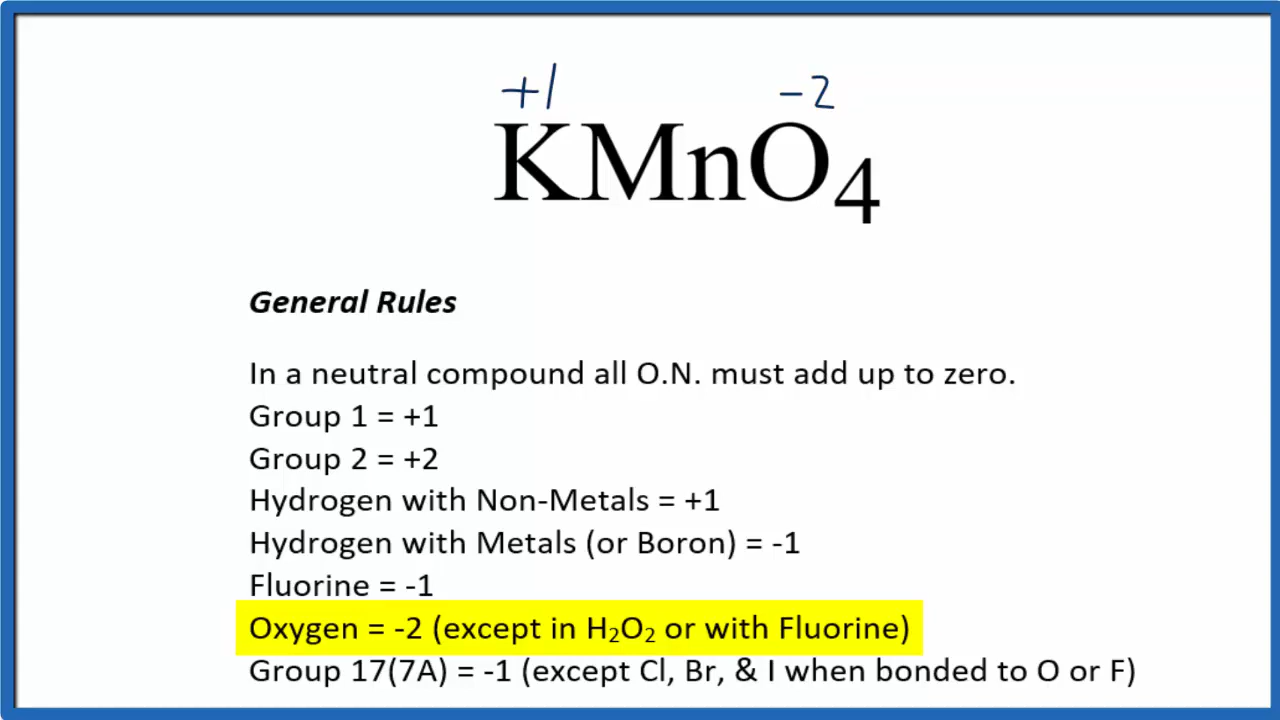 +1 -2
KMnO₄
General Rules
In a neutral compound all O.N. must add up to zero.
Group 1 = +1
Group 2 = +2
Hydrogen with Non-Metals = +1
Hydrogen with Metals (or Boron) = -1
Fluorine = -1
Oxygen = -2 (except in H₂O₂ or with Fluorine)
Group 17(7A) = -1 (except Cl, Br, & I when bonded to O or F)